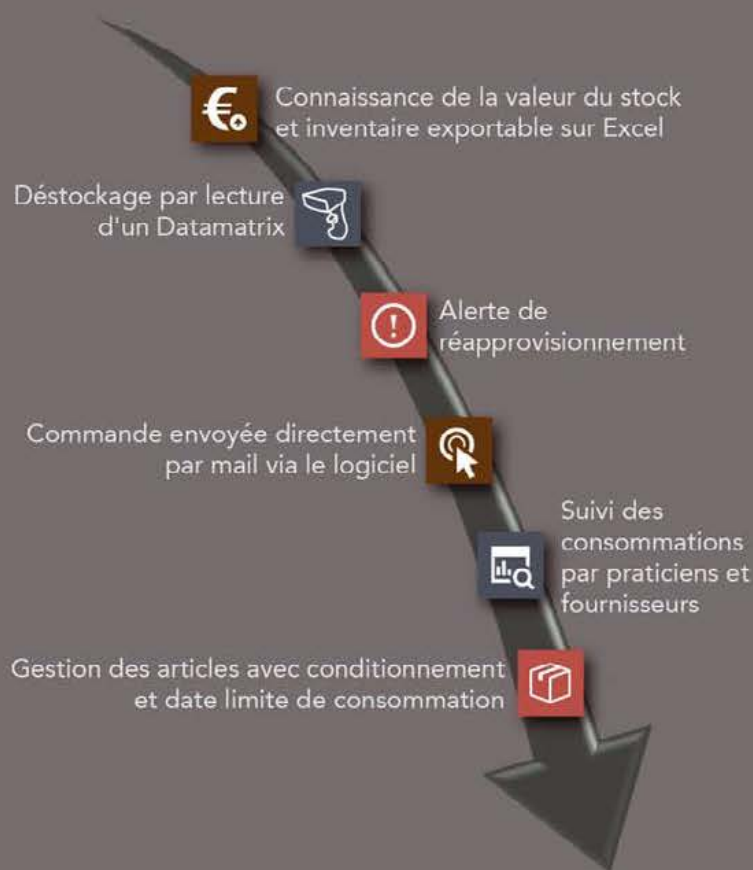 Connaissance de la valeur du stock
et inventaire exportable sur Excel
Déstockage par lecture
d'un Datamatrix
Alerte de
réapprovisionnement
Commande envoyée directement
par mail via le logiciel
Suivi des
consommations
par praticiens et
fournisseurs
Gestion des articles avec conditionnement
et date limite de consommation